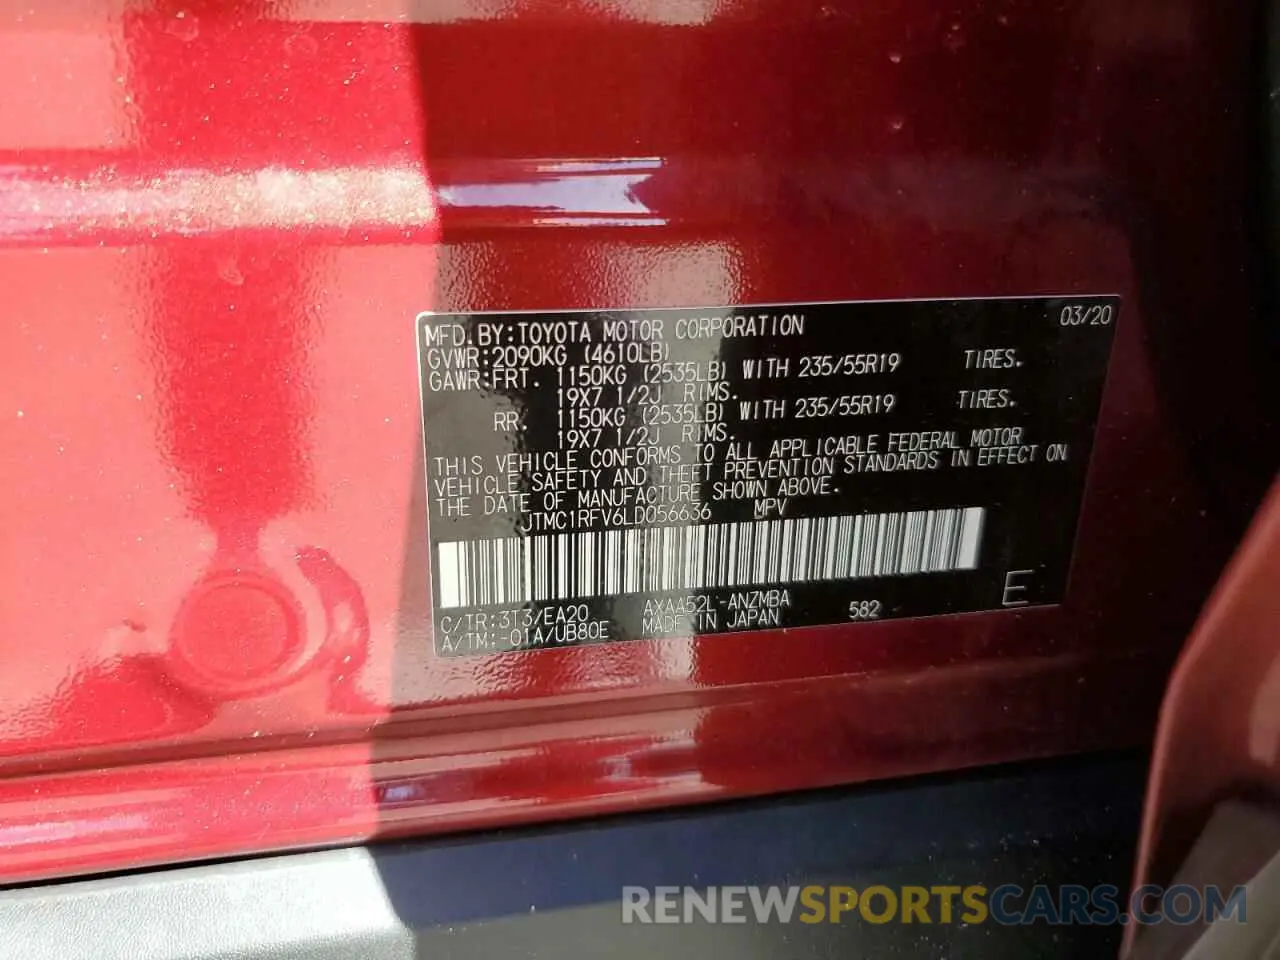 MFD.BY:TOYOTA MOTOR CORPORATION 03/20
GVWR:2090KG (4610LB)
GAWR:FRT. 1150KG (2535LB) WITH 235/55R19 TIRES.
19X7 1/2J RIMS.
RR. 1150KG (2535LB) WITH 235/55R19 TIRES.
19X7 1/2J RIMS.
THIS VEHICLE CONFORMS TO ALL APPLICABLE FEDERAL MOTOR
VEHICLE SAFETY AND THEFT PREVENTION STANDARDS IN EFFECT ON
THE DATE OF MANUFACTURE SHOWN ABOVE.
JTMC1RFV6LD056636 MPV
C/TR:3T3/EA20 AXAA52L-ANZMBA 582 E
A/TM:-01A/UB80E MADE IN JAPAN
RENEWSPORTSCARS.COM